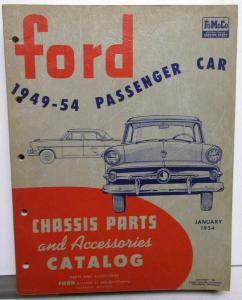 FoMoCo
ford
1949-54 PASSENGER CAR
CHASSIS PARTS
and Accessories
CATALOG
JANUARY
1954
PARTS AND ACCESSORIES
FORD